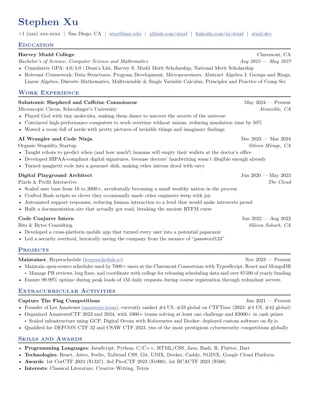 Stephen Xu
+1 (xxx) xxx-xxxx | San Diego, CA | stxu@hmc.edu | github.com/stxuf | linkedin.com/in/stxuf | stxuf.dev
Education
Harvey Mudd College Claremont, CA
Bachelor of Science, Computer Science and Mathematics Aug 2023 — May 2027
• Cumulative GPA: 4.0/4.0 | Dean's List, Harvey S. Mudd Merit Scholarship, National Merit Scholarship
• Relevant Coursework: Data Structures, Program Development, Microprocessors, Abstract Algebra I: Groups and Rings, Linear Algebra, Discrete Mathematics, Multivariable & Single Variable Calculus, Principles and Practice of Comp Sci
Work Experience
Subatomic Shepherd and Caffeine Connoisseur May 2024 — Present
Microscopic Circus, Schrodinger's University Atomville, CA
• Played God with tiny molecules, making them dance to uncover the secrets of the universe
• Convinced high-performance computers to work overtime without unions, reducing simulation time by 50%
• Wowed a room full of nerds with pretty pictures of invisible things and imaginary findings
AI Wrangler and Code Ninja Dec 2023 — Mar 2024
Organic Stupidity Startup Silicon Mirage, CA
• Taught robots to predict when (and how much!) humans will empty their wallets at the doctor's office
• Developed HIPAA-compliant digital signatures, because doctors' handwriting wasn't illegible enough already
• Turned spaghetti code into a gourmet dish, making other interns drool with envy
Digital Playground Architect Jun 2020 — May 2023
Pixels & Profit Interactive The Cloud
• Scaled user base from 10 to 2000+, accidentally becoming a small wealthy nation in the process
• Crafted Bash scripts so clever they occasionally made other engineers weep with joy
• Automated support responses, reducing human interaction to a level that would make introverts proud
• Built a documentation site that actually got read, breaking the ancient RTFM curse
Code Conjurer Intern Jun 2022 — Aug 2022
Bits & Bytes Consulting Silicon Suburb, CA
• Developed a cross-platform mobile app that turned every user into a potential paparazzi
• Led a security overhaul, heroically saving the company from the menace of "password123"
Projects
Maintainer, Hyperschedule Nov 2023 — Present
• Maintain open-source scheduler used by 7000+ users at the Claremont Consortium with TypeScript, React and MongoDB
• Manage PR reviews, bug fixes, and coordinate with college for releasing scheduling data and over $1500 of yearly funding
• Ensure 99.99% uptime during peak loads of 1M daily requests during course registration through redundant servers
Extracurricular Activities
Capture The Flag Competitions Jan 2021 — Present
• Founder of Les Amateurs, currently ranked #4 US, #33 global on CTFTime (2023: #4 US, #42 global)
• Organized AmateursCTF 2023 and 2024, with 1000+ teams solving at least one challenge and $2000+ in cash prizes
• Scaled infrastructure using GCP, Digital Ocean with Kubernetes and Docker; deployed custom software on fly.io
• Qualified for DEFCON CTF 32 and CSAW CTF 2023, two of the most prestigious cybersecurity competitions globally
Skills and Awards
• Programming Languages: JavaScript, Python, C/C++, HTML/CSS, Java, Bash, R, Flutter, Dart
• Technologies: React, Astro, Svelte, Tailwind CSS, Git, UNIX, Docker, Caddy, NGINX, Google Cloud Platform
• Awards: 1st CorCTF 2024 ($1337), 3rd PicoCTF 2023 ($1000), 1st BCACTF 2023 ($500)
• Interests: Classical Literature, Creative Writing, Tetris